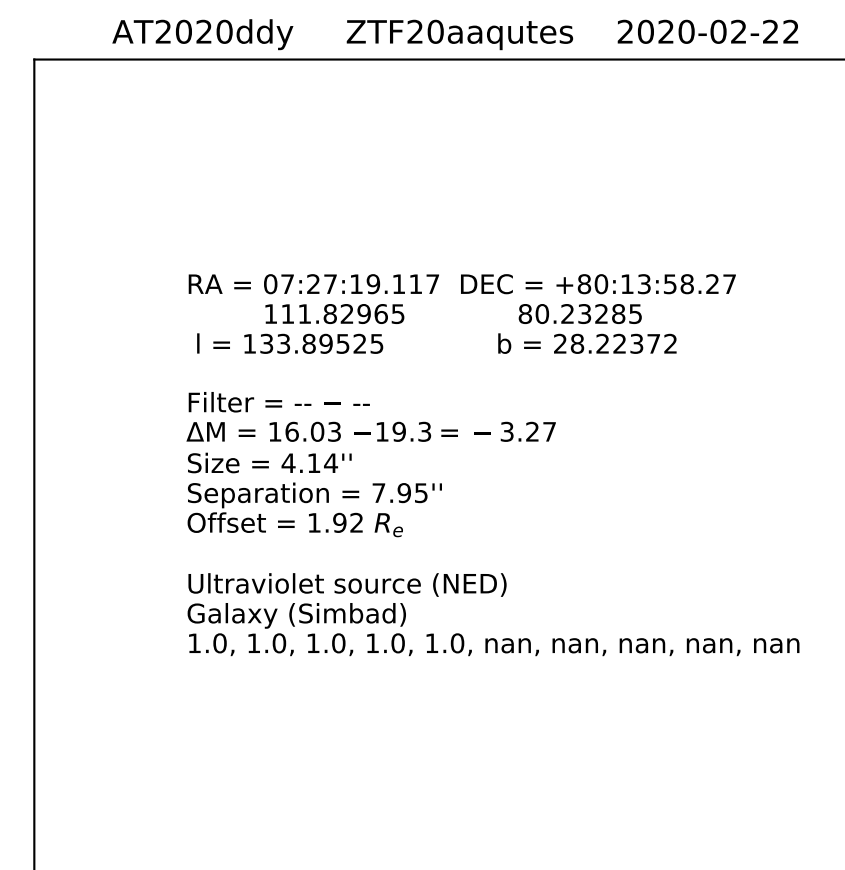 AT2020ddy ZTF20aaqutes 2020-02-22
RA = 07:27:19.117 DEC = +80:13:58.27
111.82965 80.23285
l = 133.89525 b = 28.22372
Filter = -- − --
ΔM = 16.03 −19.3 = − 3.27
Size = 4.14''
Separation = 7.95''
Offset = 1.92 Rₑ
Ultraviolet source (NED)
Galaxy (Simbad)
1.0, 1.0, 1.0, 1.0, 1.0, nan, nan, nan, nan, nan